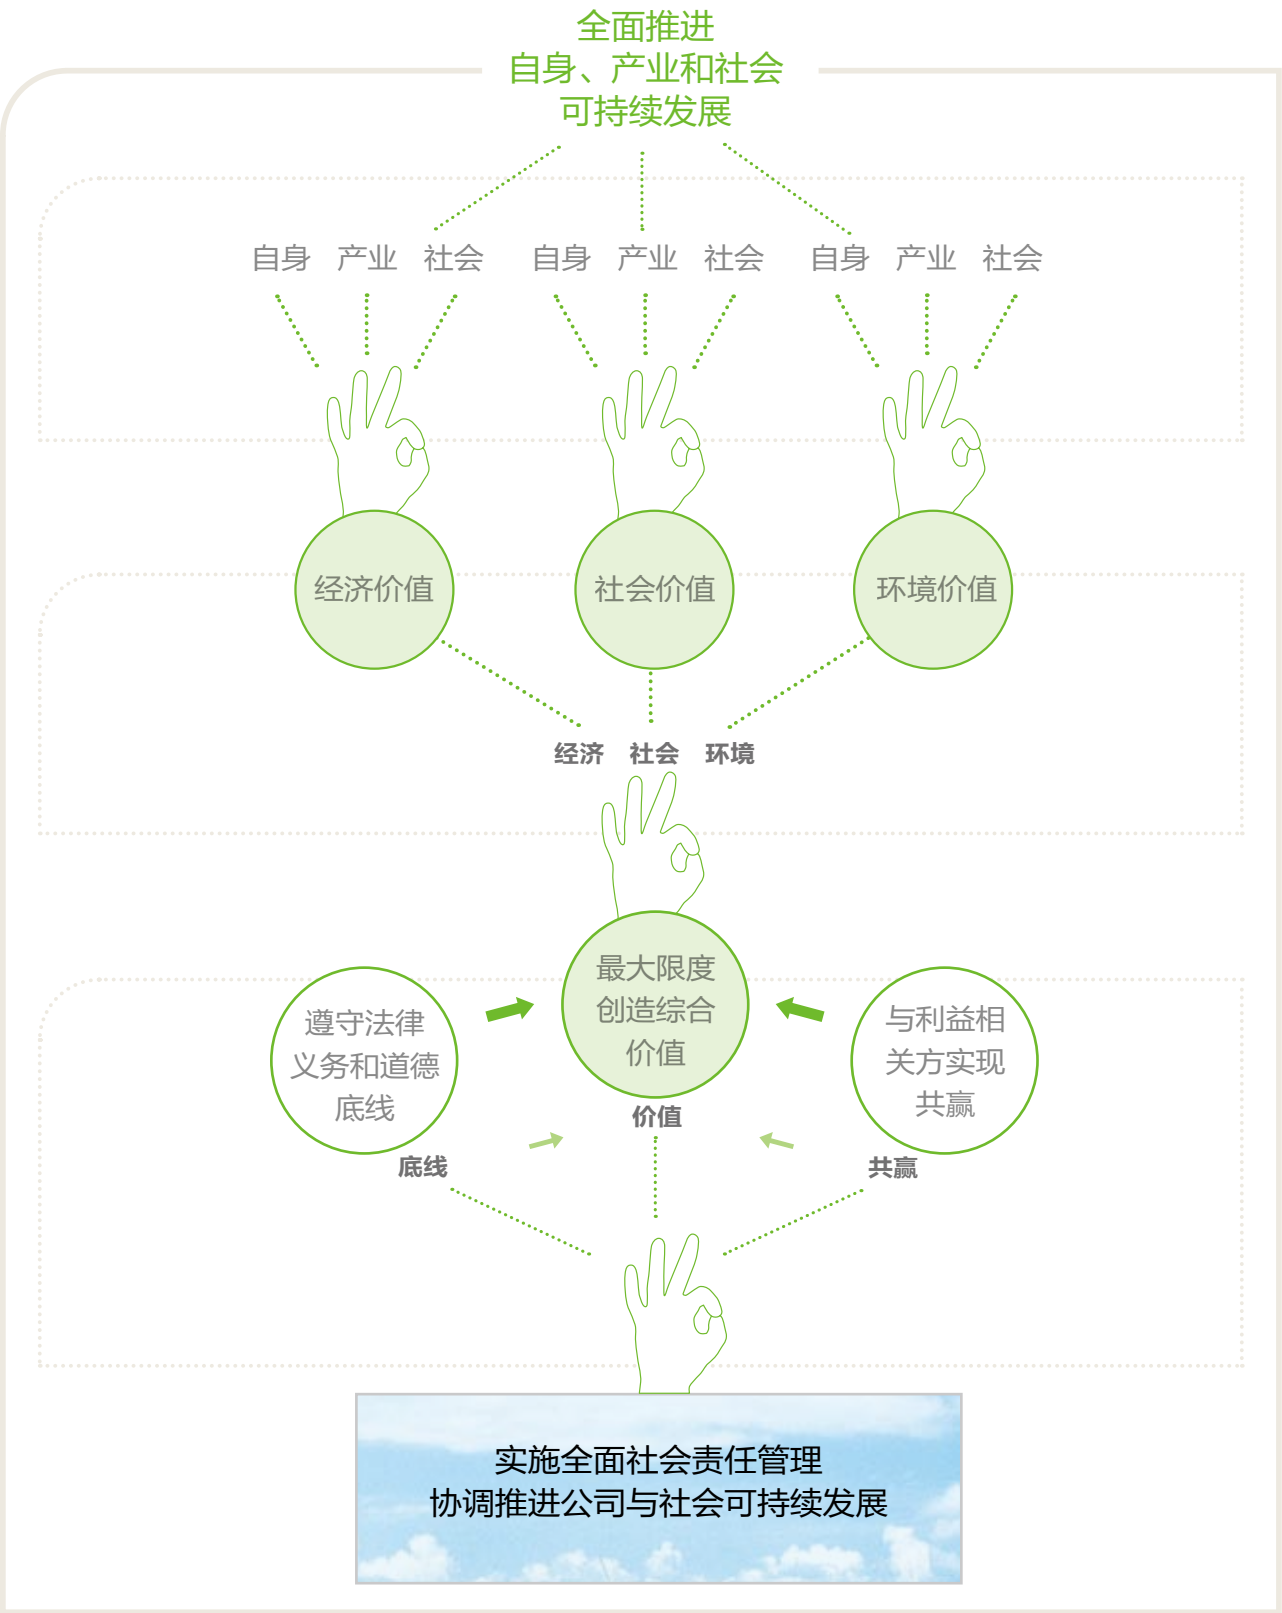 全面推进
自身、产业和社会
可持续发展
自身 产业 社会 自身 产业 社会 自身 产业 社会
经济价值 社会价值 环境价值
经济 社会 环境
最大限度
创造综合
价值
遵守法律
义务和道德
底线
与利益相
关方实现
共赢
价值
底线 共赢
实施全面社会责任管理
协调推进公司与社会可持续发展